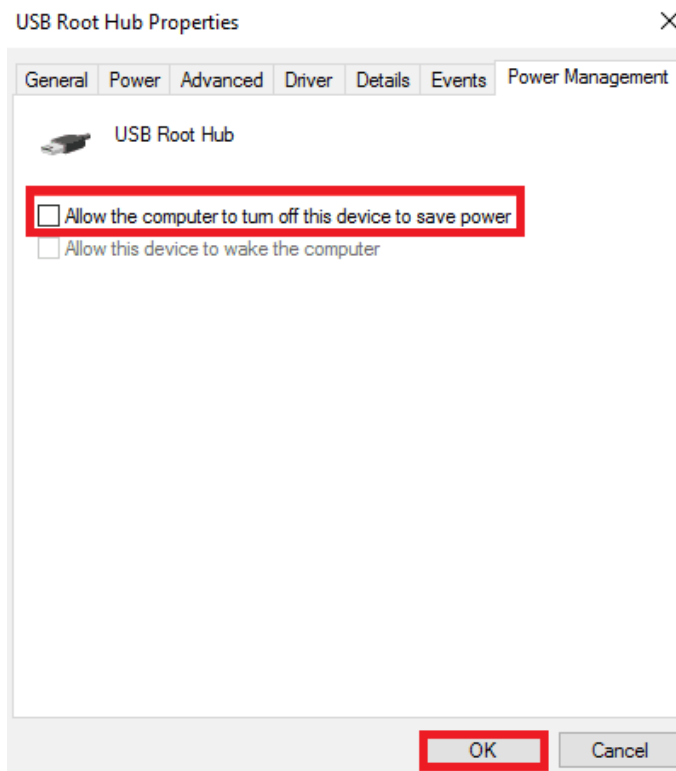 USB Root Hub Properties
General Power Advanced Driver Details Events Power Management
USB Root Hub
Allow the computer to turn off this device to save power
Allow this device to wake the computer
OK Cancel